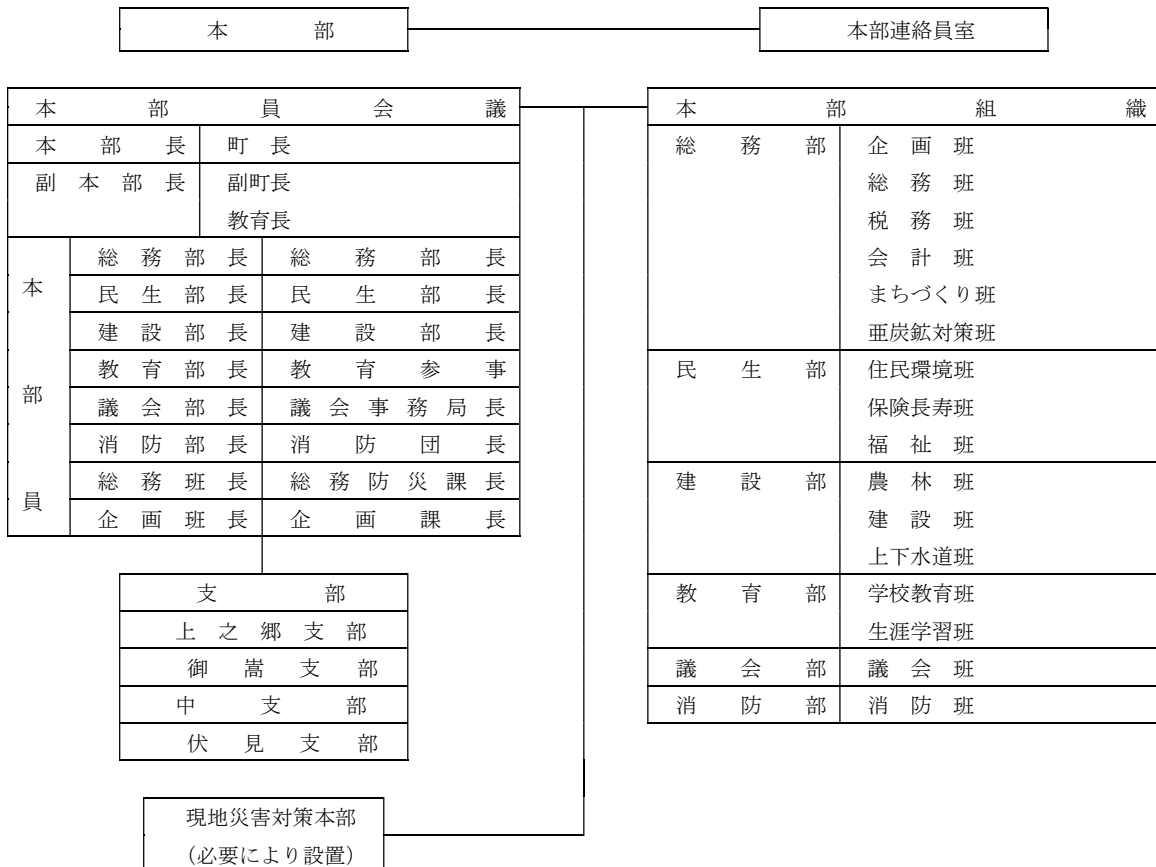 本部
本部連絡員室
本部員会議
本部長 町長
副本部長 副町長
教育長
本部員
総務部長 総務部長
民生部長 民生部長
建設部長 建設部長
教育部長 教育参事
議会部長 議会事務局長
消防部長 消防団長
総務班長 総務防災課長
企画班長 企画課長
支部
上之郷支部
御嵩支部
中支部
伏見支部
現地災害対策本部
(必要により設置)
本部組織
総務部 企画班
総務班
税務班
会計班
まちづくり班
亜炭鉱対策班
民生部 住民環境班
保険長寿班
福祉班
建設部 農林班
建設班
上下水道班
教育部 学校教育班
生涯学習班
議会部 議会班
消防部 消防班